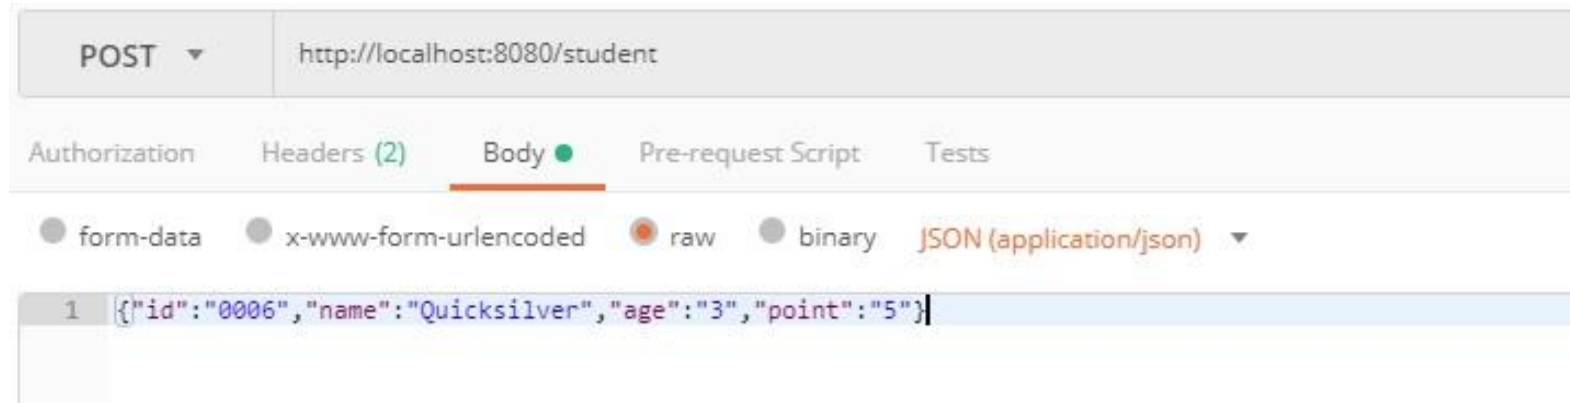 POST http://localhost:8080/student
Authorization Headers (2) Body Pre-request Script Tests
form-data x-www-form-urlencoded raw binary JSON (application/json)
1 {"id":"0006","name":"Quicksilver","age":"3","point":"5"}